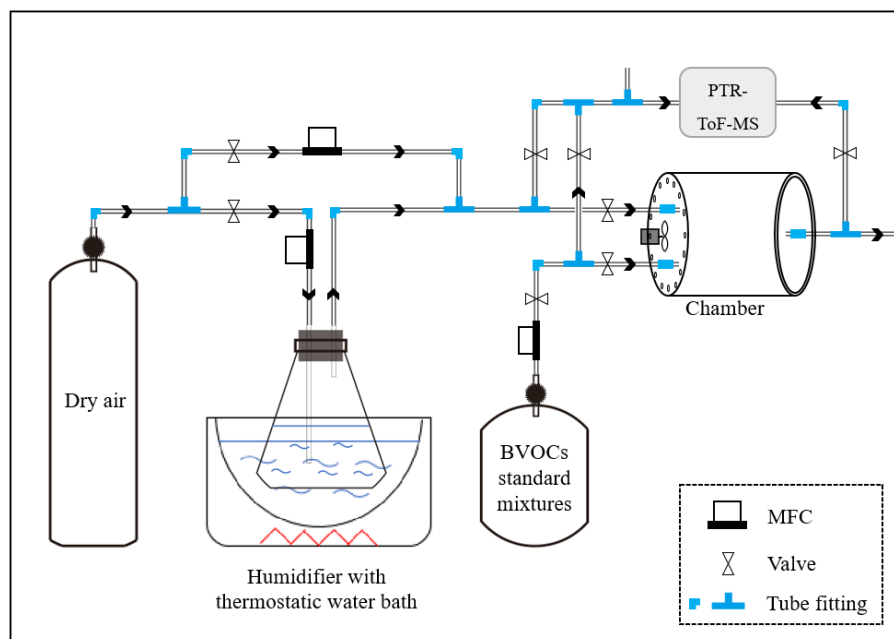 PTR-
ToF-MS
Chamber
Dry air
BVOCs
standard
mixtures
Humidifier with
thermostatic water bath
MFC
Valve
Tube fitting